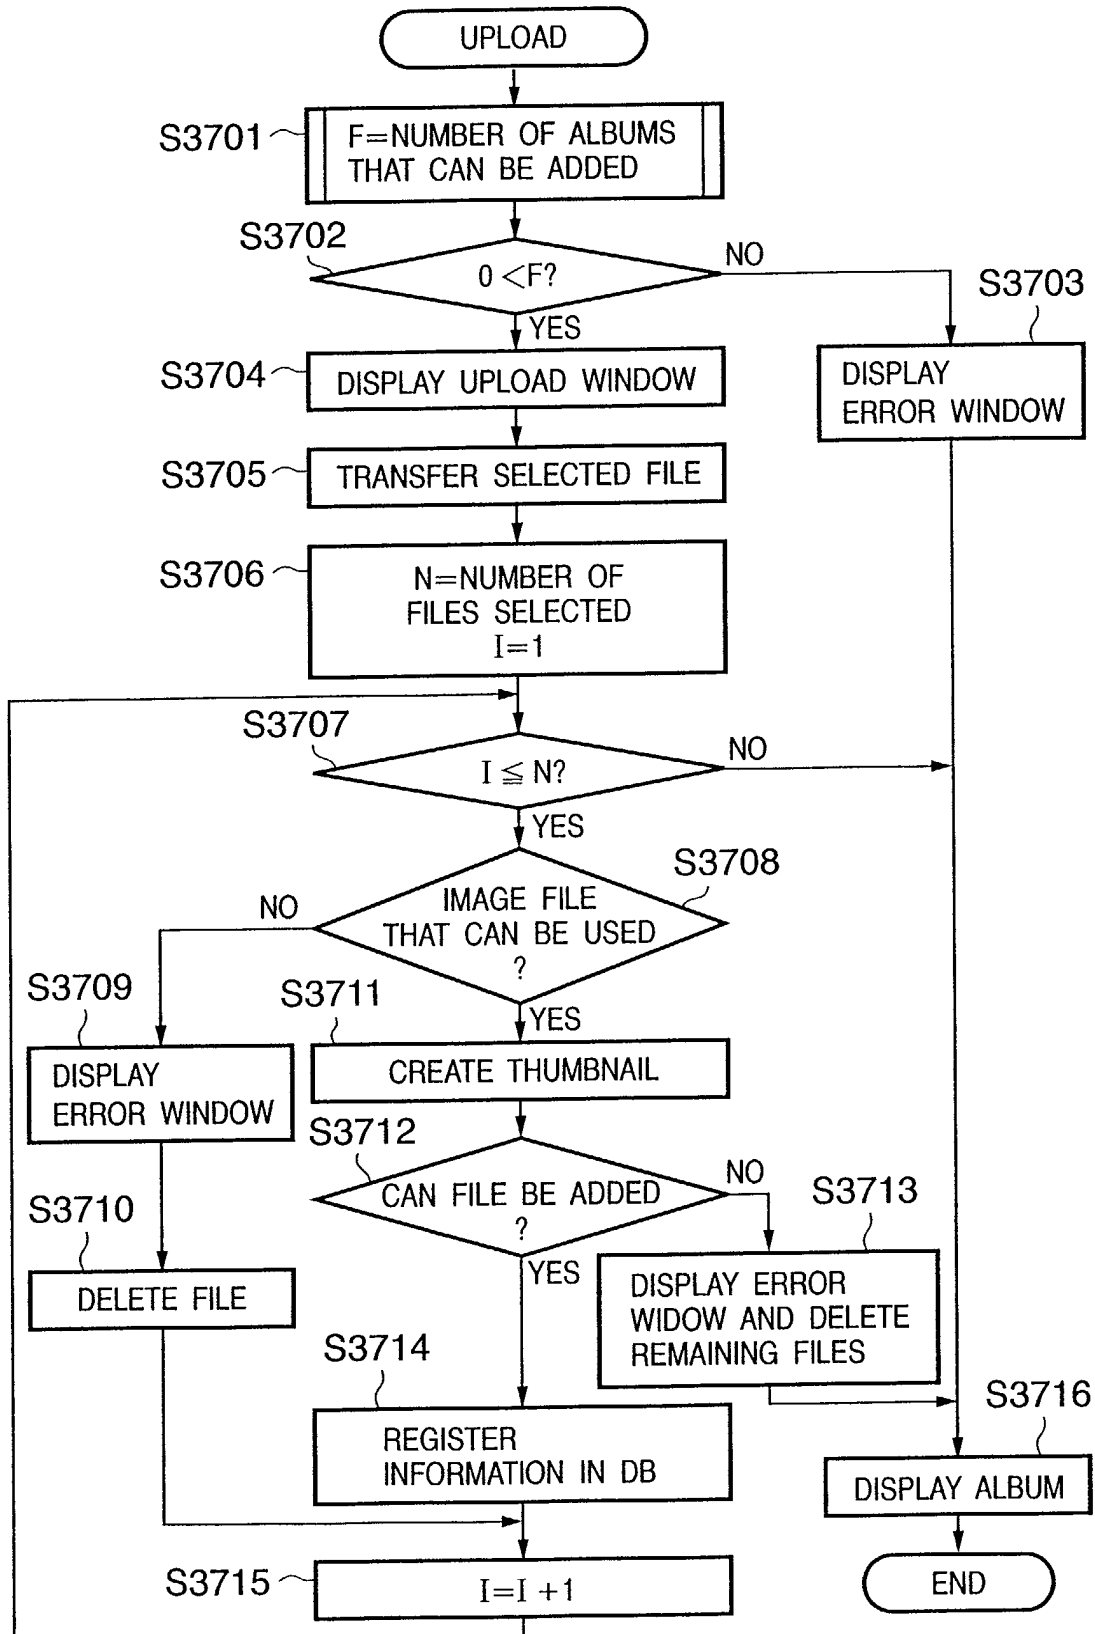 UPLOAD
S3701
F=NUMBER OF ALBUMS
THAT CAN BE ADDED
S3702
0<F?
NO
YES
S3703
DISPLAY
ERROR WINDOW
S3704
DISPLAY UPLOAD WINDOW
S3705
TRANSFER SELECTED FILE
S3706
N=NUMBER OF
FILES SELECTED
I=1
S3707
I≦N?
NO
YES
S3708
IMAGE FILE
THAT CAN BE USED
?
NO
YES
S3709
DISPLAY
ERROR WINDOW
S3710
DELETE FILE
S3711
CREATE THUMBNAIL
S3712
CAN FILE BE ADDED
?
NO
YES
S3713
DISPLAY ERROR
WIDOW AND DELETE
REMAINING FILES
S3714
REGISTER
INFORMATION IN DB
S3715
I=I+1
S3716
DISPLAY ALBUM
END